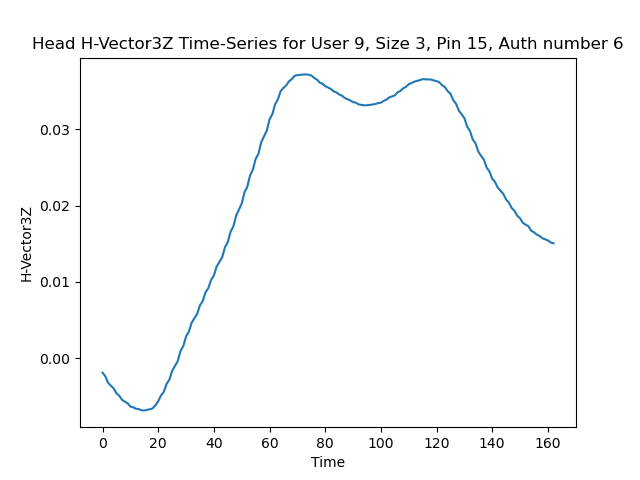 Head H-Vector3Z Time-Series for User 9, Size 3, Pin 15, Auth number 6
H-Vector3Z
0.03
0.02
0.01
0.00
0 20 40 60 80 100 120 140 160
Time